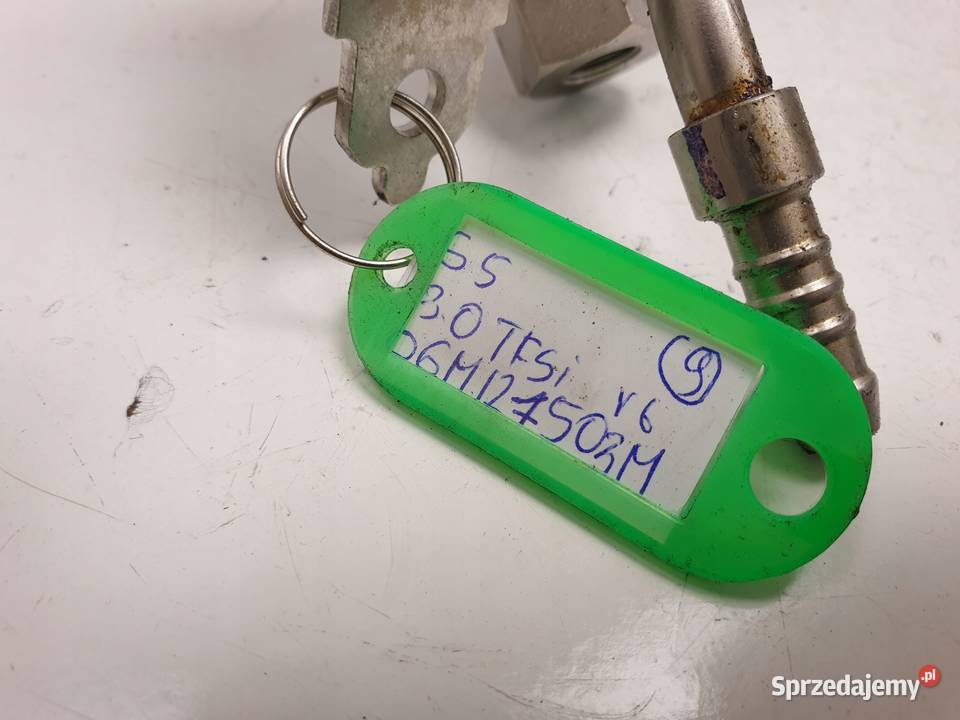 S5
3.0 TFSi V6 9
06M127503M
Sprzedajemy.pl